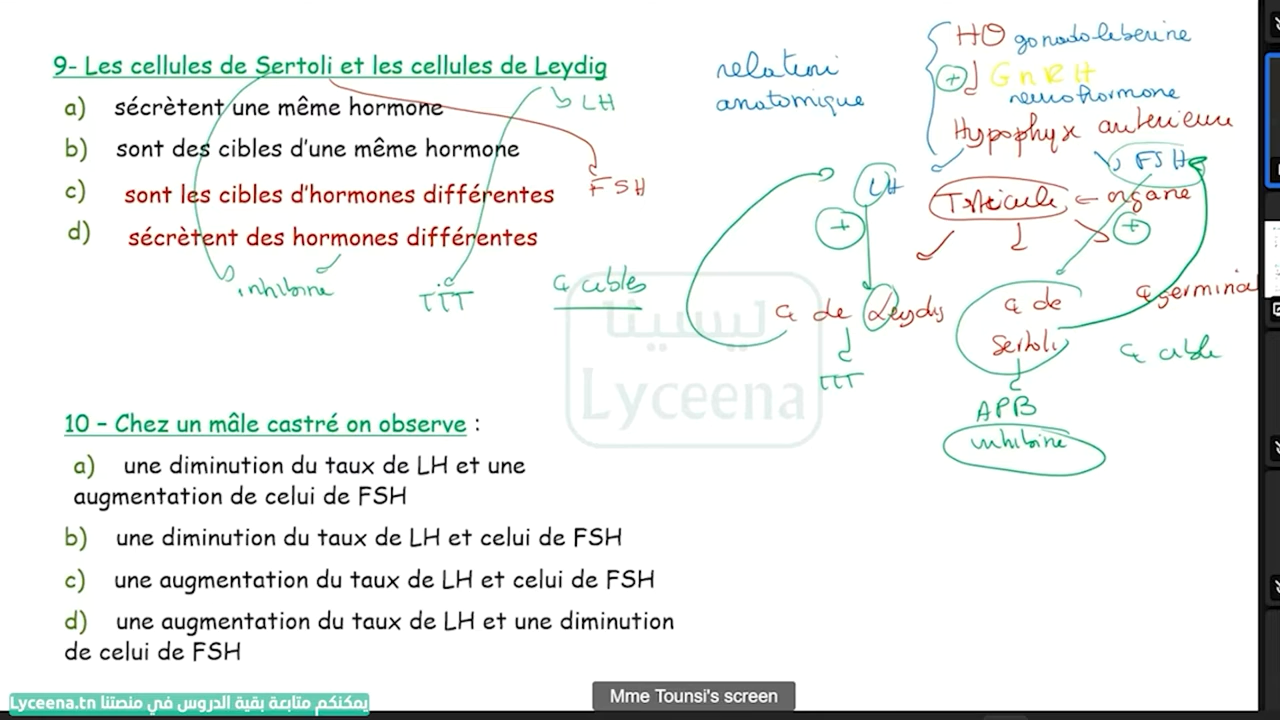 9- Les cellules de Sertoli et les cellules de Leydig
a) sécrètent une même hormone
b) sont des cibles d'une même hormone
c) sont les cibles d'hormones différentes
d) sécrètent des hormones différentes
LH
FSH
inhibine
TTT
relation
anatomique
HO gonadoliberine
+ GnRH
neurohormone
Hypophyse antérieure
LH
FSH
organe
+
+
cibles
de Leydig
TTT
de
Sertoli
APB
inhibine
germinal
cible
ليسينا
Lyceena
10 – Chez un mâle castré on observe :
a) une diminution du taux de LH et une
augmentation de celui de FSH
b) une diminution du taux de LH et celui de FSH
c) une augmentation du taux de LH et celui de FSH
d) une augmentation du taux de LH et une diminution
de celui de FSH
يمكنكم متابعة بقية الدروس في منصتنا Lyceena.tn
Mme Tounsi's screen